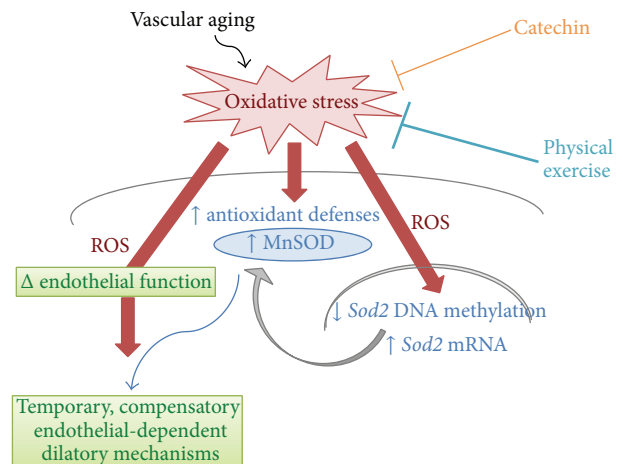 Vascular aging
Catechin
Oxidative stress
Physical
exercise
↑ antioxidant defenses
↑ MnSOD
ROS
ROS
Δ endothelial function
↓ Sod2 DNA methylation
↑ Sod2 mRNA
Temporary, compensatory
endothelial-dependent
dilatory mechanisms